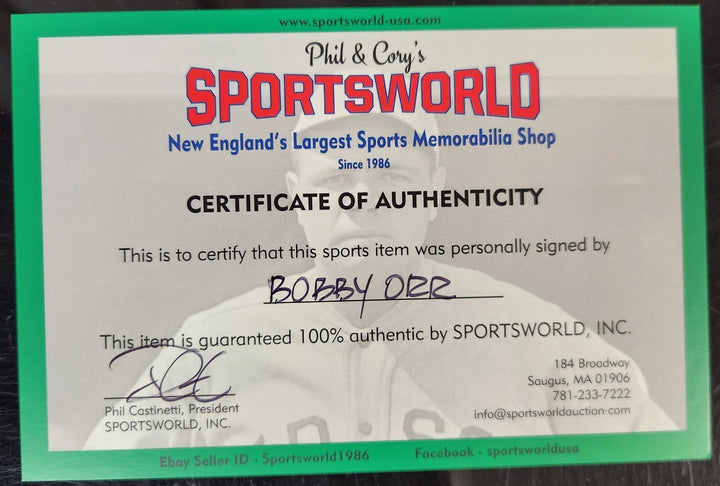 www.sportsworld-usa.com
Phil & Cory's
SPORTSWORLD
New England's Largest Sports Memorabilia Shop
Since 1986
CERTIFICATE OF AUTHENTICITY
This is to certify that this sports item was personally signed by
BOBBY ORR
This item is guaranteed 100% authentic by SPORTSWORLD, INC.
Phil Castinetti, President
SPORTSWORLD, INC.
184 Broadway
Saugus, MA 01906
781-233-7222
info@sportsworldauction.com
Ebay Seller ID - Sportsworld1986
Facebook - sportsworldusa